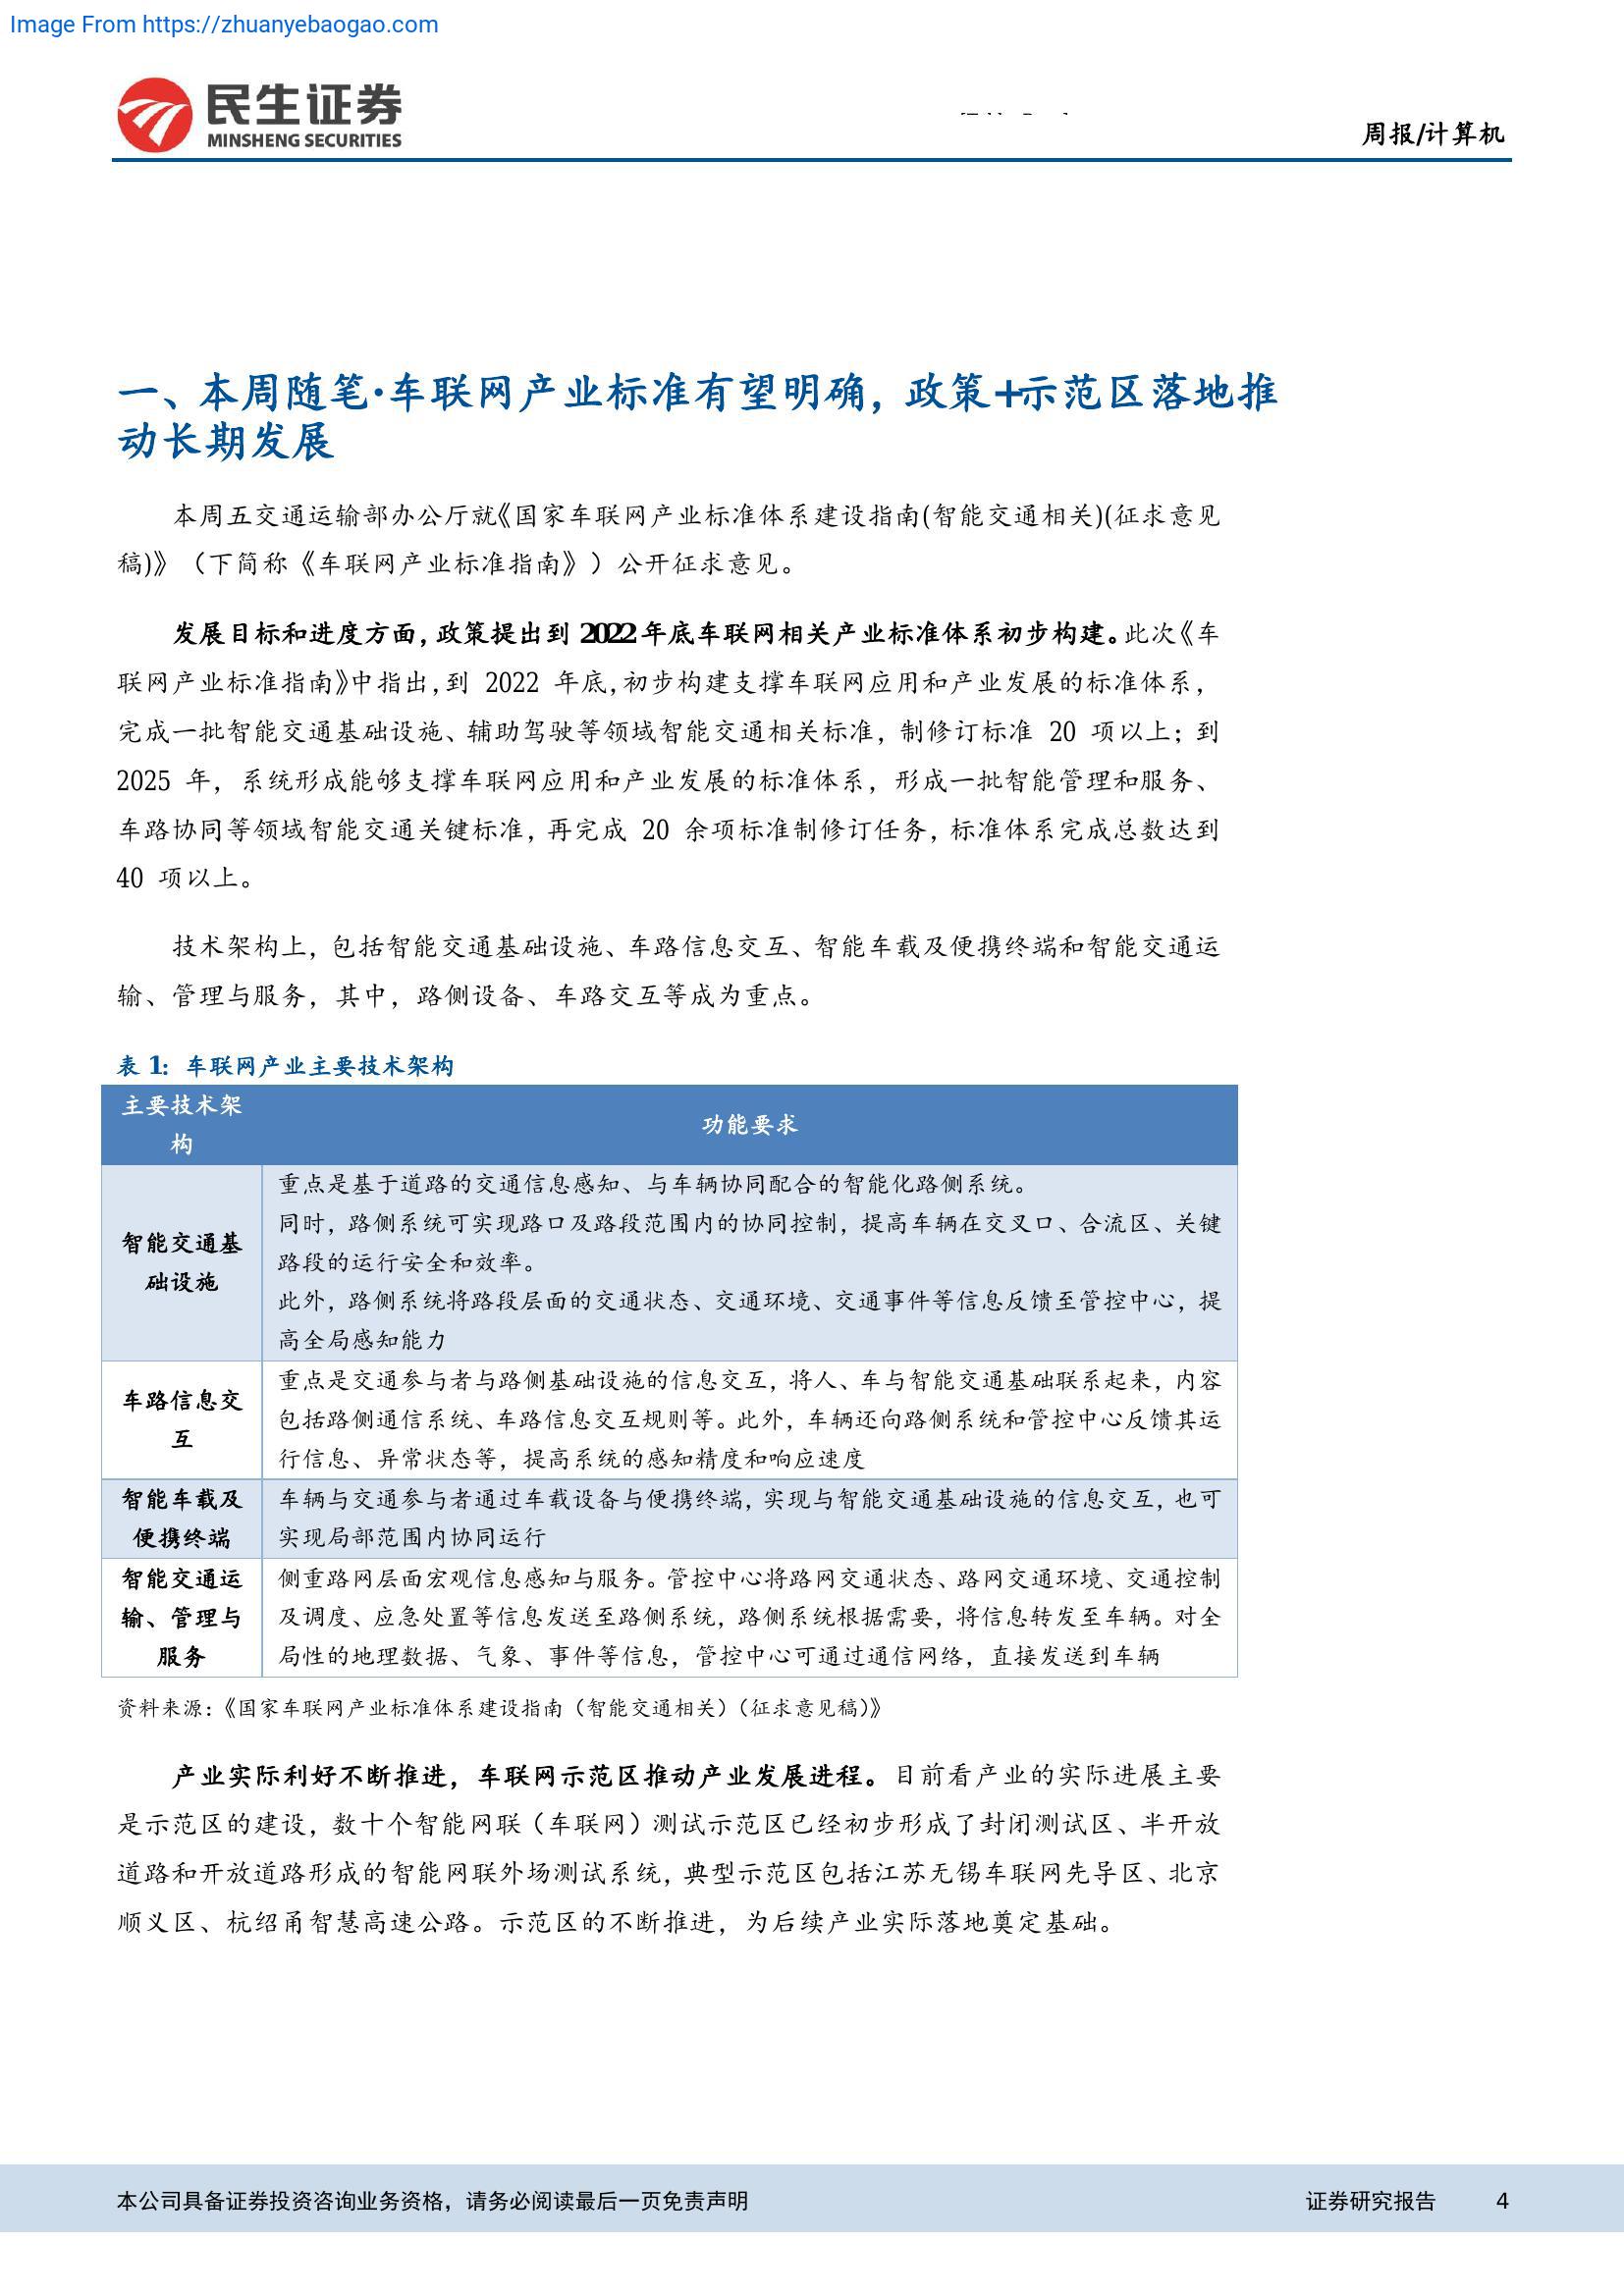 Image From https://zhuanyebaogao.com
民生证券
MINSHENG SECURITIES
周报/计算机
一、本周随笔·车联网产业标准有望明确，政策+示范区落地推
动长期发展
本周五交通运输部办公厅就《国家车联网产业标准体系建设指南(智能交通相关)(征求意见
稿)》（下简称《车联网产业标准指南》）公开征求意见。
发展目标和进度方面，政策提出到 2022 年底车联网相关产业标准体系初步构建。此次《车
联网产业标准指南》中指出，到 2022 年底，初步构建支撑车联网应用和产业发展的标准体系，
完成一批智能交通基础设施、辅助驾驶等领域智能交通相关标准，制修订标准 20 项以上；到
2025 年，系统形成能够支撑车联网应用和产业发展的标准体系，形成一批智能管理和服务、
车路协同等领域智能交通关键标准，再完成 20 余项标准制修订任务，标准体系完成总数达到
40 项以上。
技术架构上，包括智能交通基础设施、车路信息交互、智能车载及便携终端和智能交通运
输、管理与服务，其中，路侧设备、车路交互等成为重点。
表 1：车联网产业主要技术架构
主要技术架
构
功能要求
智能交通基
础设施
重点是基于道路的交通信息感知、与车辆协同配合的智能化路侧系统。
同时，路侧系统可实现路口及路段范围内的协同控制，提高车辆在交叉口、合流区、关键
路段的运行安全和效率。
此外，路侧系统将路段层面的交通状态、交通环境、交通事件等信息反馈至管控中心，提
高全局感知能力
车路信息交
互
重点是交通参与者与路侧基础设施的信息交互，将人、车与智能交通基础联系起来，内容
包括路侧通信系统、车路信息交互规则等。此外，车辆还向路侧系统和管控中心反馈其运
行信息、异常状态等，提高系统的感知精度和响应速度
智能车载及
便携终端
车辆与交通参与者通过车载设备与便携终端，实现与智能交通基础设施的信息交互，也可
实现局部范围内协同运行
智能交通运
输、管理与
服务
侧重路网层面宏观信息感知与服务。管控中心将路网交通状态、路网交通环境、交通控制
及调度、应急处置等信息发送至路侧系统，路侧系统根据需要，将信息转发至车辆。对全
局性的地理数据、气象、事件等信息，管控中心可通过通信网络，直接发送到车辆
资料来源：《国家车联网产业标准体系建设指南（智能交通相关）（征求意见稿）》
产业实际利好不断推进，车联网示范区推动产业发展进程。目前看产业的实际进展主要
是示范区的建设，数十个智能网联（车联网）测试示范区已经初步形成了封闭测试区、半开放
道路和开放道路形成的智能网联外场测试系统，典型示范区包括江苏无锡车联网先导区、北京
顺义区、杭绍甬智慧高速公路。示范区的不断推进，为后续产业实际落地奠定基础。
本公司具备证券投资咨询业务资格，请务必阅读最后一页免责声明
证券研究报告 4